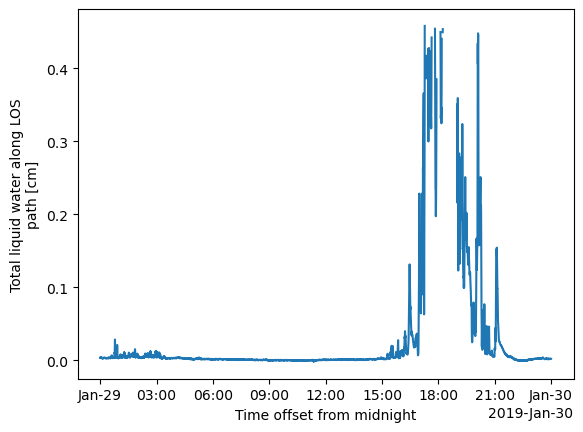 Total liquid water along LOS
path [cm]
0.4
0.3
0.2
0.1
0.0
Jan-29 03:00 06:00 09:00 12:00 15:00 18:00 21:00 Jan-30
Time offset from midnight
2019-Jan-30